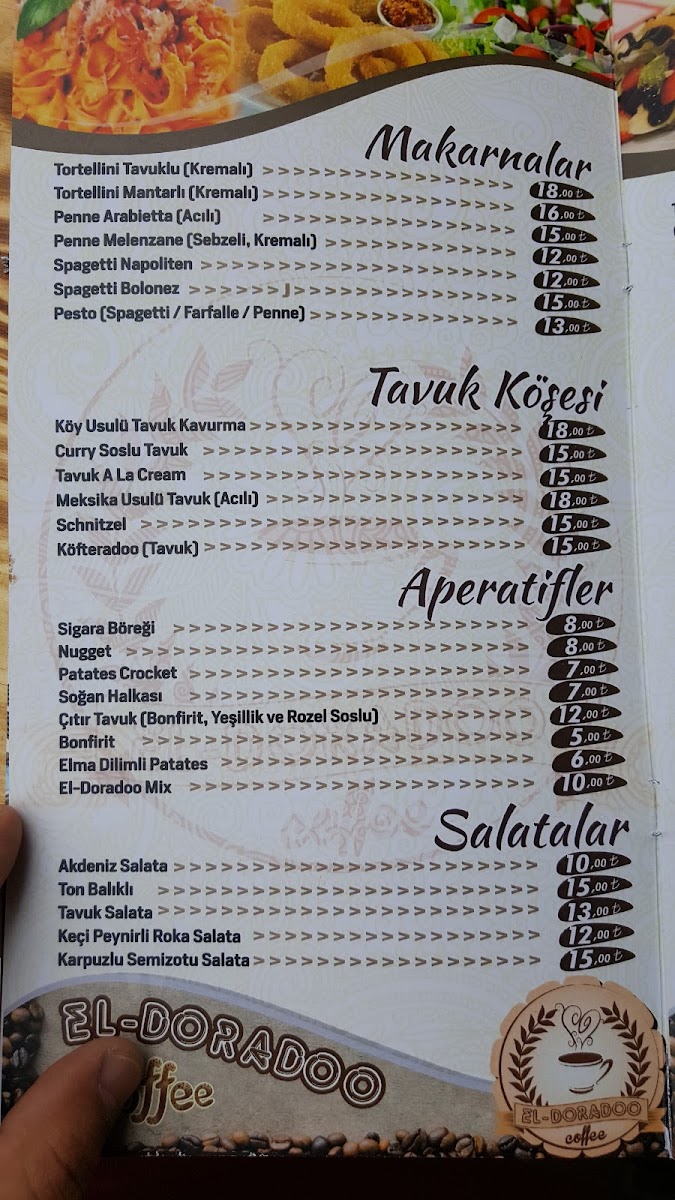 Makarnalar
Tortellini Tavuklu (Kremalı) 18,00 ₺
Tortellini Mantarlı (Kremalı) 16,00 ₺
Penne Arabietta (Acılı) 15,00 ₺
Penne Melenzane (Sebzeli, Kremalı) 12,00 ₺
Spagetti Napoliten 12,00 ₺
Spagetti Bolonez 15,00 ₺
Pesto (Spagetti / Farfalle / Penne) 13,00 ₺
Tavuk Köşesi
Köy Usulü Tavuk Kavurma 18,00 ₺
Curry Soslu Tavuk 15,00 ₺
Tavuk A La Cream 15,00 ₺
Meksika Usulü Tavuk (Acılı) 18,00 ₺
Schnitzel 15,00 ₺
Köfteradoo (Tavuk) 15,00 ₺
Aperatifler
Sigara Böreği 8,00 ₺
Nugget 8,00 ₺
Patates Crocket 7,00 ₺
Soğan Halkası 7,00 ₺
Çıtır Tavuk (Bonfirit, Yeşillik ve Rozel Soslu) 12,00 ₺
Bonfirit 5,00 ₺
Elma Dilimli Patates 6,00 ₺
El-Doradoo Mix 10,00 ₺
Salatalar
Akdeniz Salata 10,00 ₺
Ton Balıklı 15,00 ₺
Tavuk Salata 13,00 ₺
Keçi Peynirli Roka Salata 12,00 ₺
Karpuzlu Semizotu Salata 15,00 ₺
EL-DORADOO
EL-DORADOO
coffee